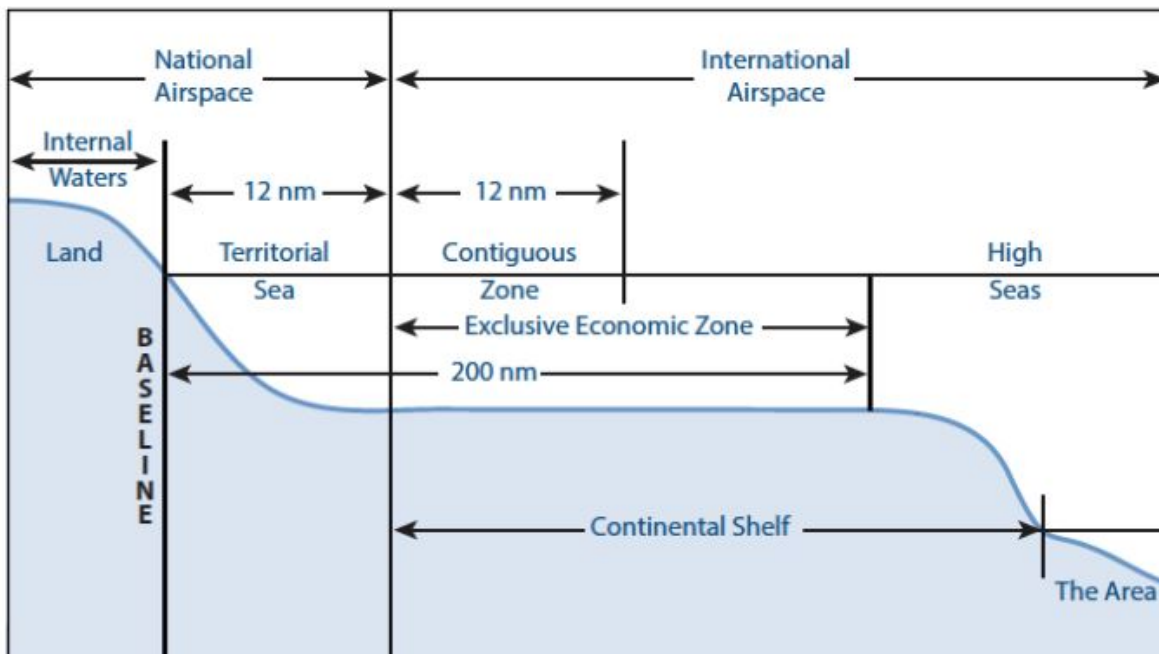 National
Airspace
International
Airspace
Internal
Waters
12 nm
12 nm
Land
Territorial
Sea
Contiguous
Zone
High
Seas
Exclusive Economic Zone
200 nm
BASELINE
Continental Shelf
The Area